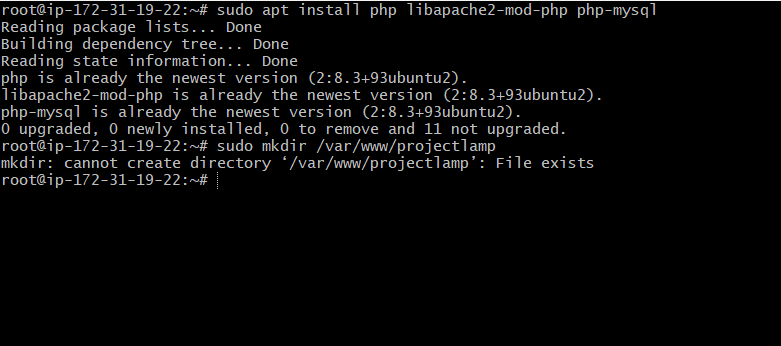 root@ip-172-31-19-22:~# sudo apt install php libapache2-mod-php php-mysql
Reading package lists... Done
Building dependency tree... Done
Reading state information... Done
php is already the newest version (2:8.3+93ubuntu2).
libapache2-mod-php is already the newest version (2:8.3+93ubuntu2).
php-mysql is already the newest version (2:8.3+93ubuntu2).
0 upgraded, 0 newly installed, 0 to remove and 11 not upgraded.
root@ip-172-31-19-22:~# sudo mkdir /var/www/projectlamp
mkdir: cannot create directory ‘/var/www/projectlamp’: File exists
root@ip-172-31-19-22:~#